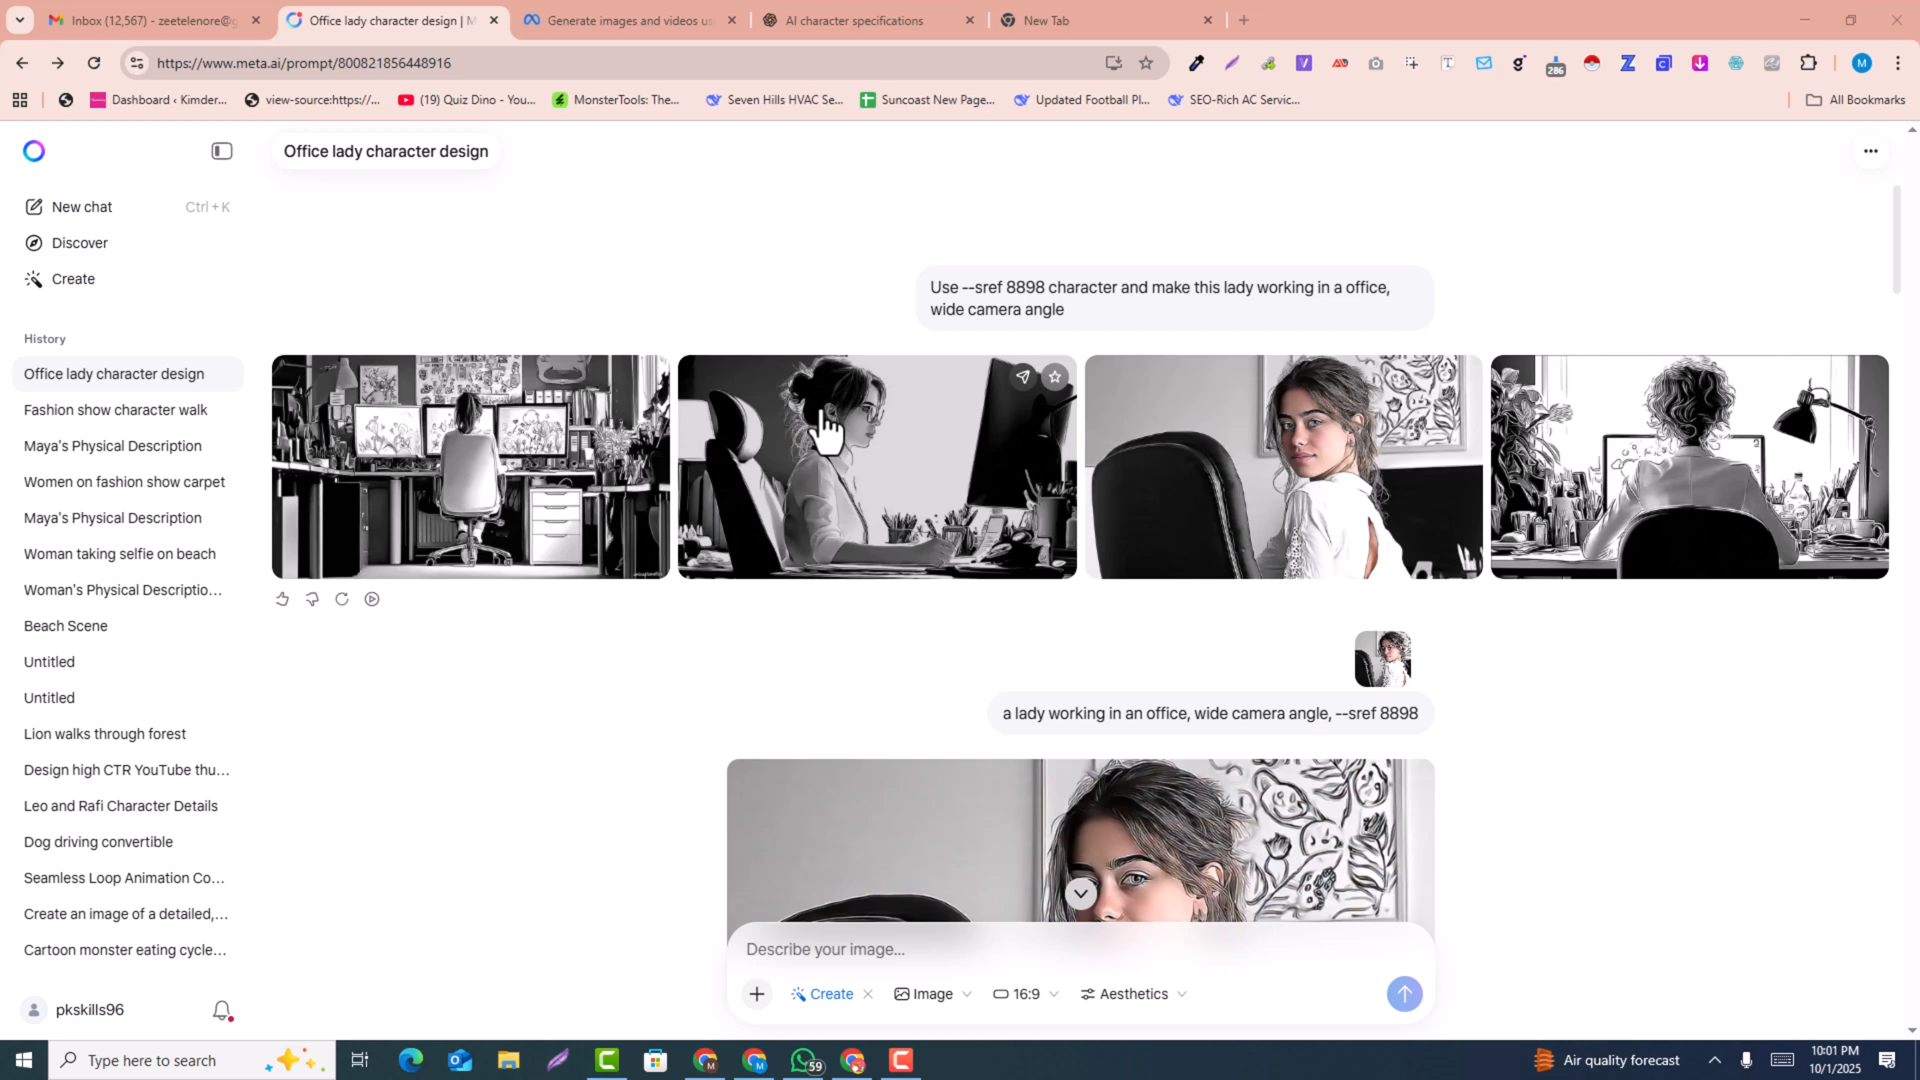 Inbox (12,567) - zeetelenore@g
Office lady character design | M
Generate images and videos us
AI character specifications
New Tab
https://www.meta.ai/prompt/800821856448916
286
M
Dashboard ‹ Kimder...
view-source:https://...
(19) Quiz Dino - You...
MonsterTools: The...
Seven Hills HVAC Se...
Suncoast New Page...
Updated Football Pl...
SEO-Rich AC Servic...
All Bookmarks
Office lady character design
New chat
Ctrl + K
Discover
Create
History
Office lady character design
Fashion show character walk
Maya's Physical Description
Women on fashion show carpet
Maya's Physical Description
Woman taking selfie on beach
Woman's Physical Descriptio...
Beach Scene
Untitled
Untitled
Lion walks through forest
Design high CTR YouTube thu...
Leo and Rafi Character Details
Dog driving convertible
Seamless Loop Animation Co...
Create an image of a detailed,...
Cartoon monster eating cycle...
pkskills96
Use --sref 8898 character and make this lady working in a office,
wide camera angle
a lady working in an office, wide camera angle, --sref 8898
Describe your image...
Create
Image
16:9
Aesthetics
Type here to search
59
Air quality forecast
10:01 PM
10/1/2025